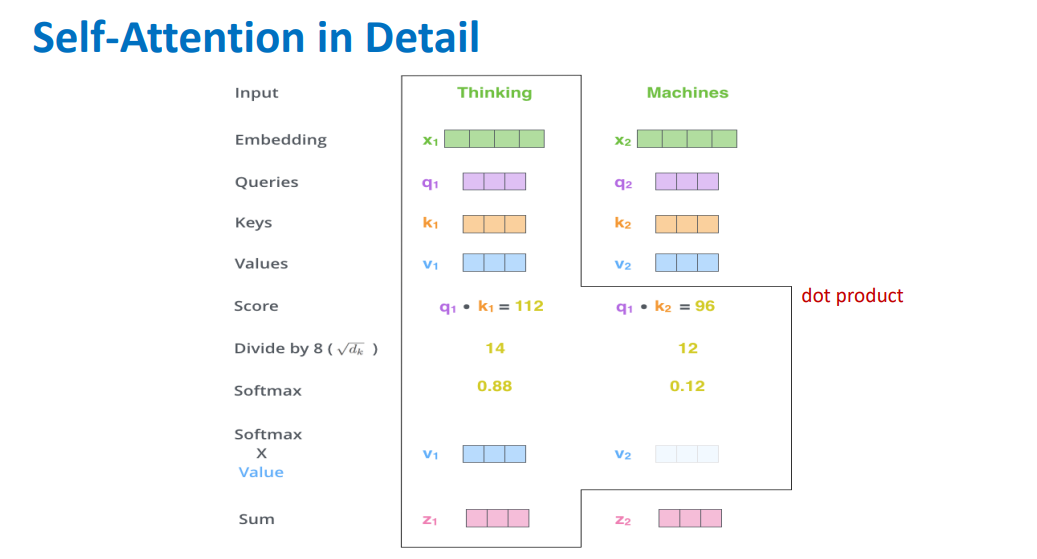 Self-Attention in Detail
Input Thinking Machines
Embedding x₁ x₂
Queries q₁ q₂
Keys k₁ k₂
Values v₁ v₂
Score q₁ • k₁ = 112 q₁ • k₂ = 96 dot product
Divide by 8 ( √dₖ ) 14 12
Softmax 0.88 0.12
Softmax
X v₁ v₂
Value
Sum z₁ z₂